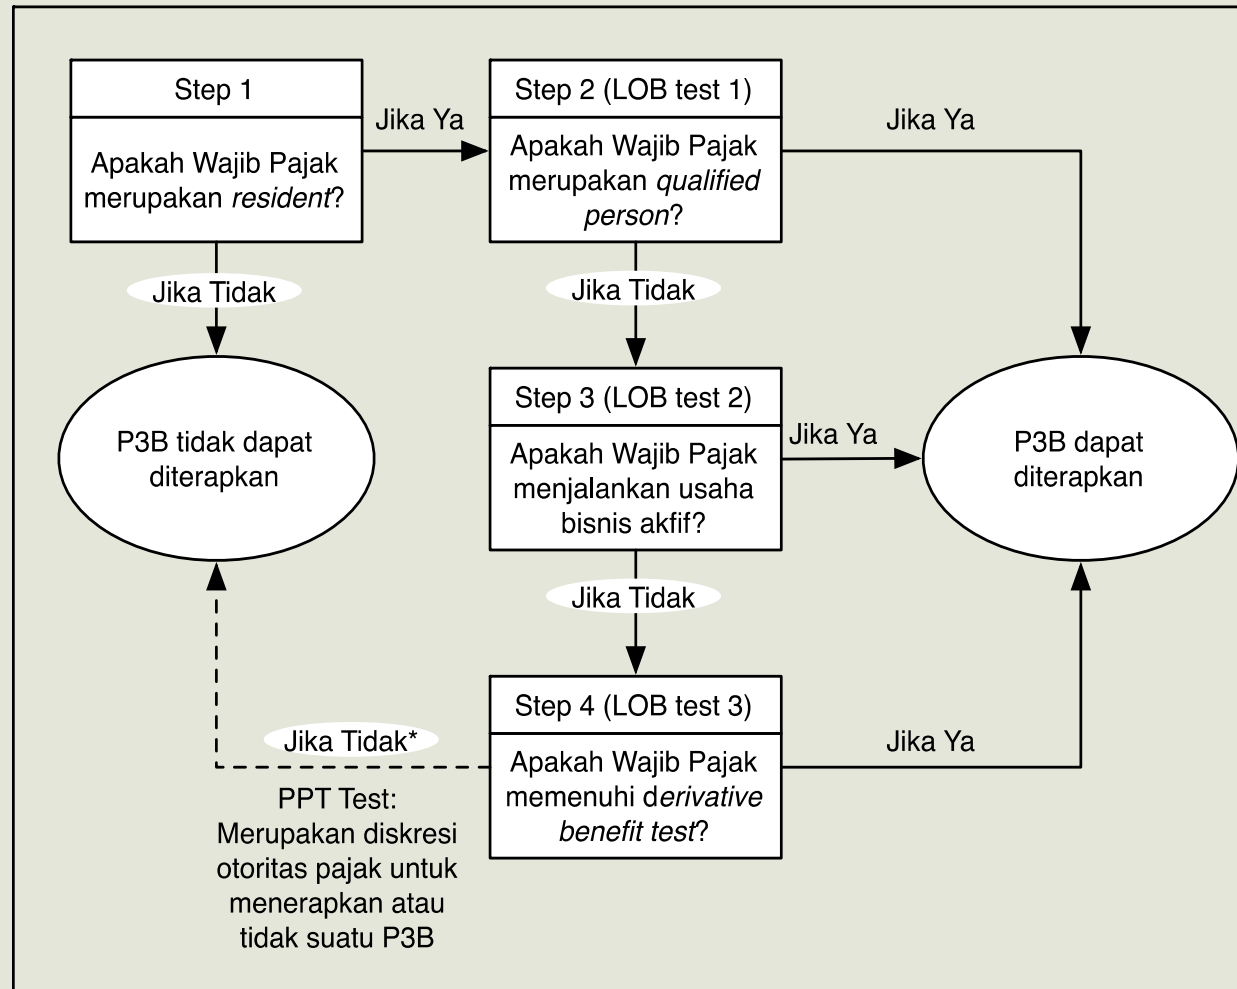 Step 1
Apakah Wajib Pajak
merupakan resident?
Jika Ya
Step 2 (LOB test 1)
Apakah Wajib Pajak
merupakan qualified
person?
Jika Ya
Jika Tidak
Jika Tidak
P3B tidak dapat
diterapkan
Step 3 (LOB test 2)
Apakah Wajib Pajak
menjalankan usaha
bisnis akfif?
Jika Ya
P3B dapat
diterapkan
Jika Tidak
Step 4 (LOB test 3)
Apakah Wajib Pajak
memenuhi derivative
benefit test?
Jika Ya
Jika Tidak*
PPT Test:
Merupakan diskresi
otoritas pajak untuk
menerapkan atau
tidak suatu P3B